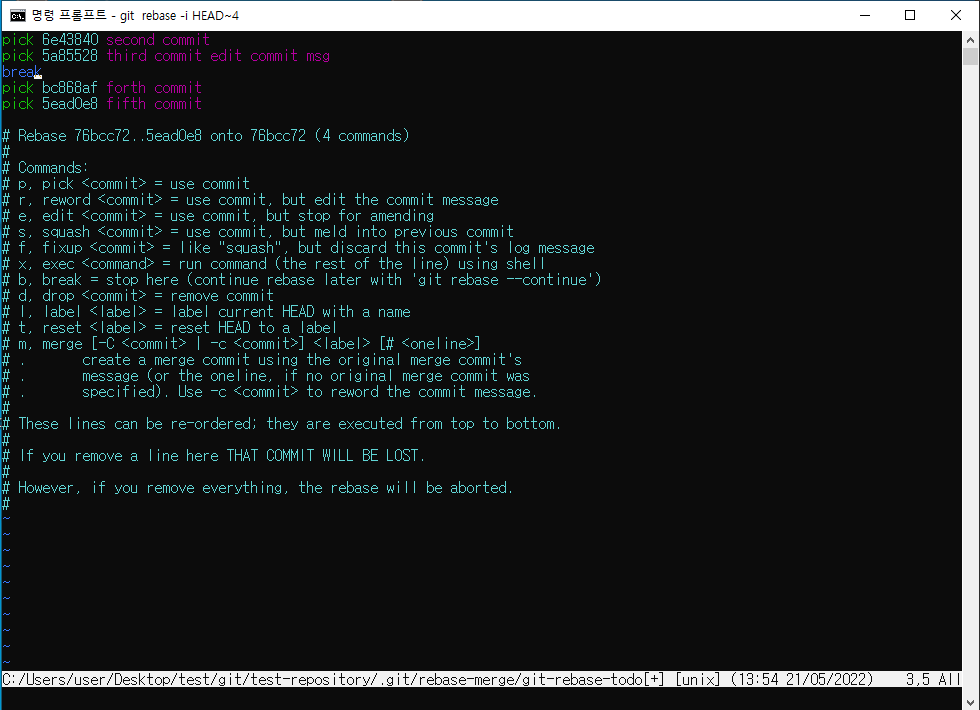 명령 프롬프트 - git  rebase -i HEAD~4
pick 6e43840 second commit
pick 5a85528 third commit edit commit msg
break
pick bc868af forth commit
pick 5ead0e8 fifth commit
# Rebase 76bcc72..5ead0e8 onto 76bcc72 (4 commands)
#
# Commands:
# p, pick <commit> = use commit
# r, reword <commit> = use commit, but edit the commit message
# e, edit <commit> = use commit, but stop for amending
# s, squash <commit> = use commit, but meld into previous commit
# f, fixup <commit> = like "squash", but discard this commit's log message
# x, exec <command> = run command (the rest of the line) using shell
# b, break = stop here (continue rebase later with 'git rebase --continue')
# d, drop <commit> = remove commit
# l, label <label> = label current HEAD with a name
# t, reset <label> = reset HEAD to a label
# m, merge [-C <commit> | -c <commit>] <label> [# <oneline>]
# .       create a merge commit using the original merge commit's
# .       message (or the oneline, if no original merge commit was
# .       specified). Use -c <commit> to reword the commit message.
#
# These lines can be re-ordered; they are executed from top to bottom.
#
# If you remove a line here THAT COMMIT WILL BE LOST.
#
# However, if you remove everything, the rebase will be aborted.
#
~
~
~
~
~
~
~
~
~
~
C:/Users/user/Desktop/test/git/test-repository/.git/rebase-merge/git-rebase-todo[+] [unix] (13:54 21/05/2022)    3,5 All